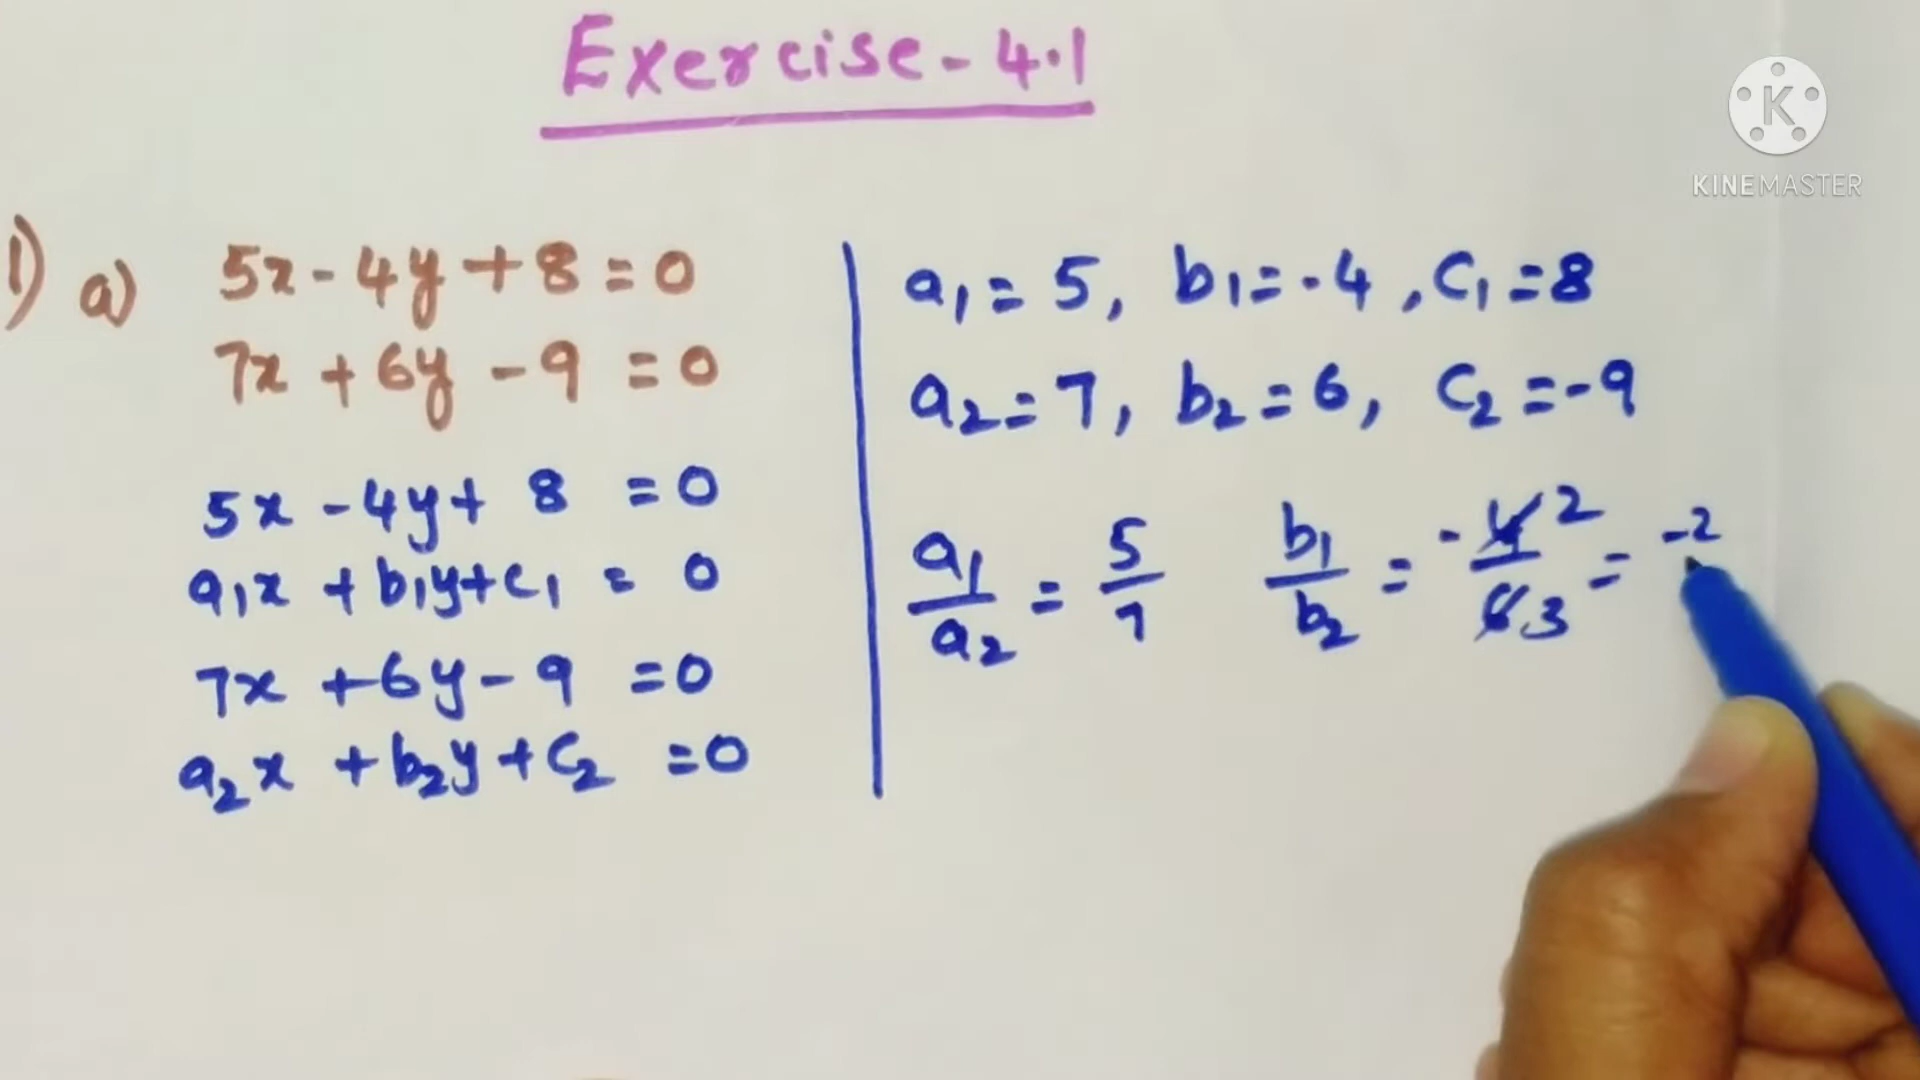 Exercise-4.1
K
KINEMASTER
1) a) 5x-4y+8=0
7x+6y-9=0
5x-4y+8=0
a₁x+b₁y+c₁=0
7x+6y-9=0
a₂x+b₂y+c₂=0
a₁=5, b₁=-4, c₁=8
a₂=7, b₂=6, c₂=-9
a₁/a₂ = 5/7 b₁/b₂ = -4 2/6 3 = -2